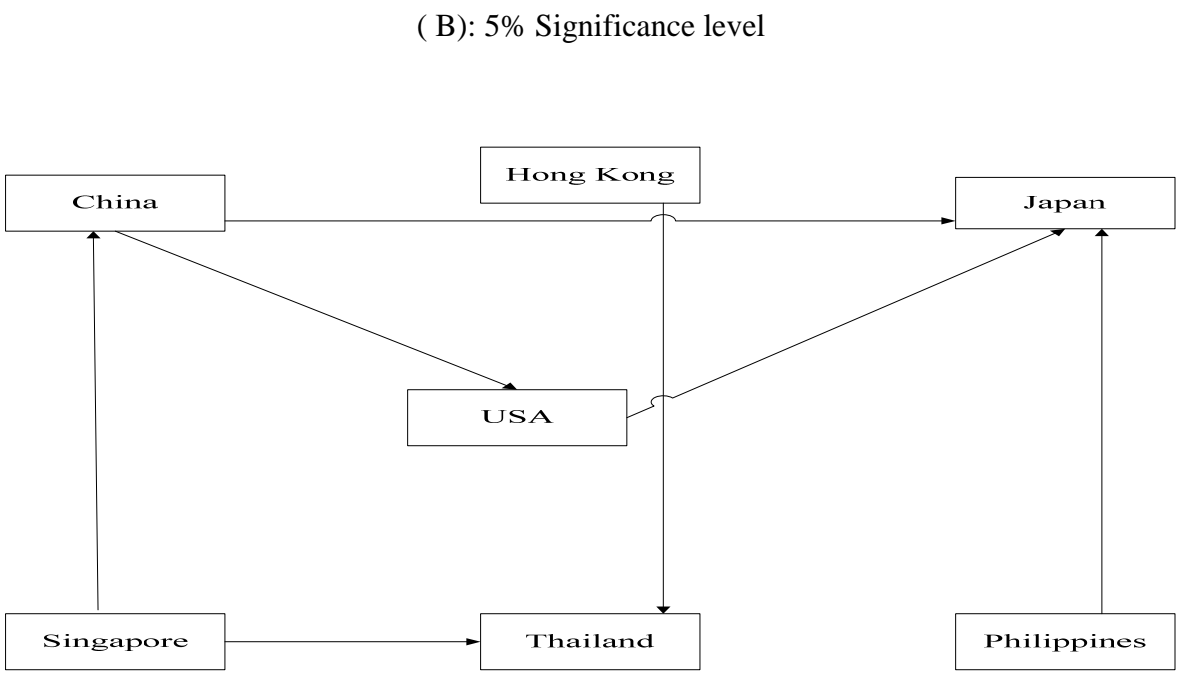 ( B): 5% Significance level
Hong Kong
China
Japan
USA
Singapore
Thailand
Philippines